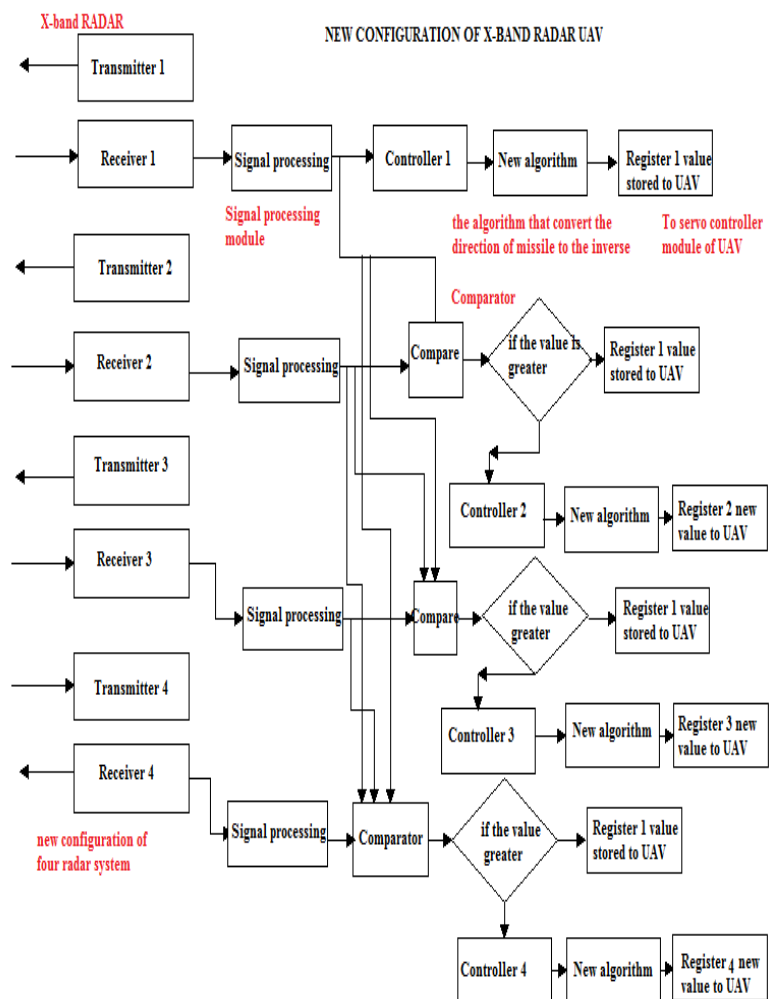 X-band RADAR
NEW CONFIGURATION OF X-BAND RADAR UAV
Transmitter 1
Receiver 1
Signal processing
Controller 1
New algorithm
Register 1 value
stored to UAV
Signal processing
module
the algorithm that convert the
direction of missile to the inverse
To servo controller
module of UAV
Transmitter 2
Comparator
Receiver 2
Signal processing
Compare
if the value is
greater
Register 1 value
stored to UAV
Transmitter 3
Controller 2
New algorithm
Register 2 new
value to UAV
Receiver 3
Signal processing
Compare
if the value
greater
Register 1 value
stored to UAV
Transmitter 4
Controller 3
New algorithm
Register 3 new
value to UAV
Receiver 4
Signal processing
Comparator
if the value
greater
Register 1 value
stored to UAV
new configuration of
four radar system
Controller 4
New algorithm
Register 4 new
value to UAV